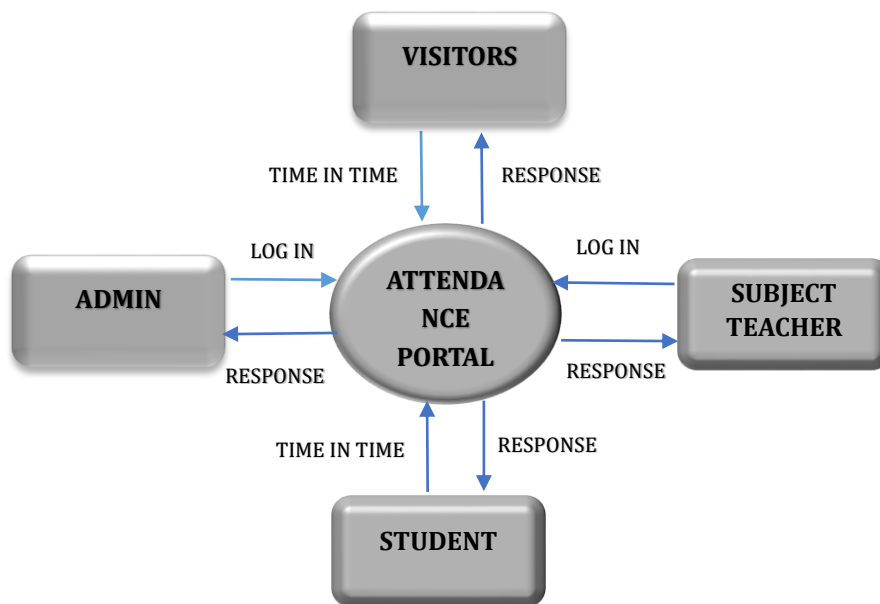 VISITORS
TIME IN TIME
RESPONSE
LOG IN
LOG IN
ADMIN
ATTENDA
NCE
PORTAL
SUBJECT
TEACHER
RESPONSE
RESPONSE
TIME IN TIME
RESPONSE
STUDENT